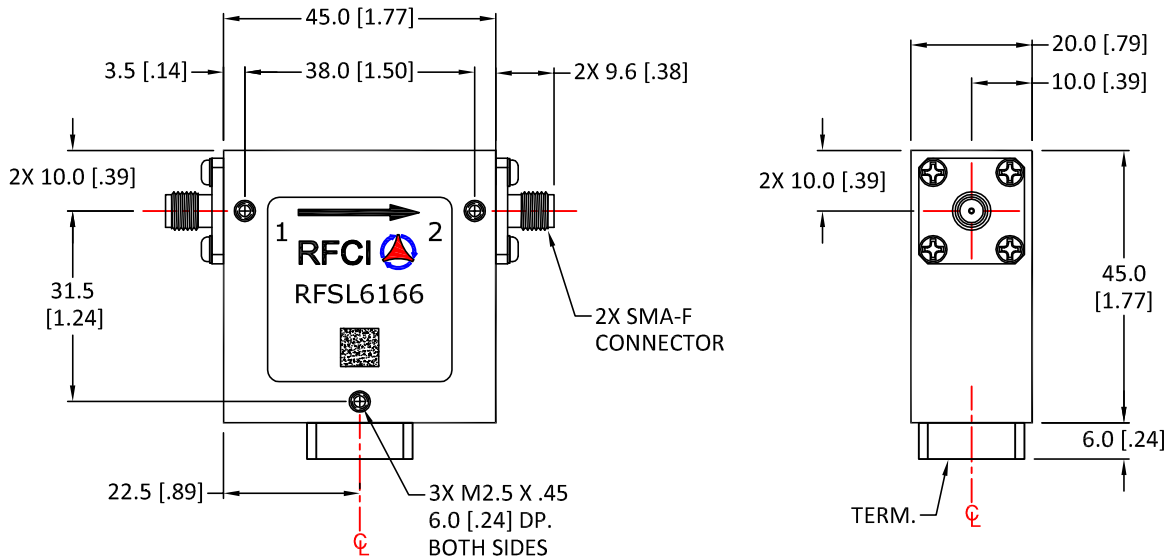 45.0 [1.77]
3.5 [.14]
38.0 [1.50]
2X 9.6 [.38]
2X 10.0 [.39]
1
2
RFCI
RFSL6166
31.5
[1.24]
2X SMA-F
CONNECTOR
22.5 [.89]
3X M2.5 X .45
6.0 [.24] DP.
BOTH SIDES
℄
20.0 [.79]
10.0 [.39]
2X 10.0 [.39]
45.0
[1.77]
6.0 [.24]
TERM.
℄